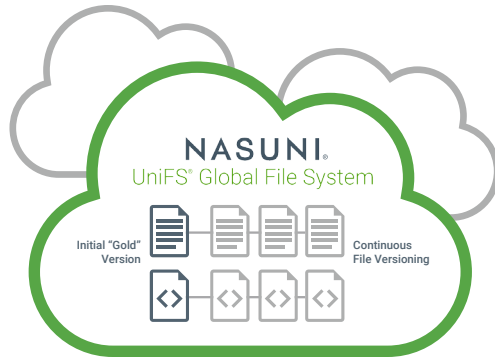 NASUNI®
UniFS® Global File System
Initial “Gold”
Version
Continuous
File Versioning